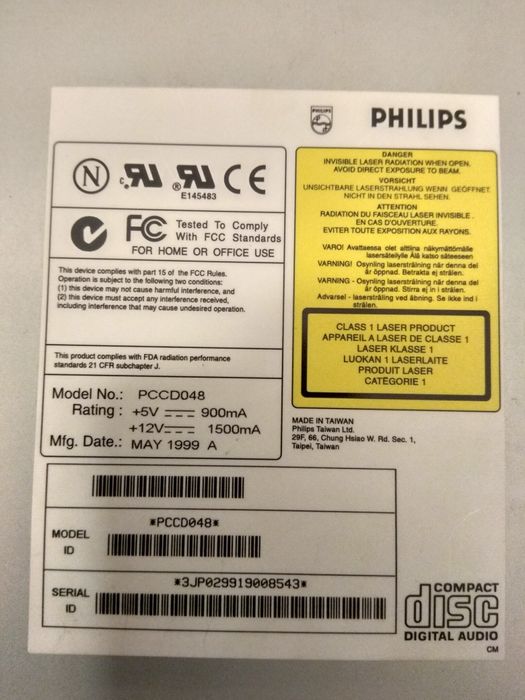 PHILIPS
PHILIPS
N
c RU ® RU CE
E145483
FC Tested To Comply
With FCC Standards
FOR HOME OR OFFICE USE
This device complies with part 15 of the FCC Rules.
Operation is subject to the following two conditions:
(1) this device may not cause harmful interference, and
(2) this device must accept any interference received,
including interference that may cause undesired operation.
This product complies with FDA radiation performance
standards 21 CFR subchapter J.
Model No.: PCCD048
Rating : +5V 900mA
+12V 1500mA
Mfg. Date.: MAY 1999 A
DANGER
INVISIBLE LASER RADIATION WHEN OPEN.
AVOID DIRECT EXPOSURE TO BEAM.
VORSICHT
UNSICHTBARE LASERSTRAHLUNG WENN GEÖFFNET
NICHT IN DEN STRAHL SEHEN.
ATTENTION
RADIATION DU FAISCEAU LASER INVISIBLE.
EN CAS D'OUVERTURE.
EVITER TOUTE EXPOSITION AUX RAYONS.
VARO! Avattaessa olet alttiina näkymättömälle
lasersäteilylle Älä katso säteeseen
VARNING! Osynling laserstrålning när denna del
är öppnad. Betrakta ej strålen.
VARNING - Osynling laserstrålning när denna del
är öppnad. Stirra ej in i strålen.
Advarsel - laserstråling ved åbning. Se ikke ind i
strålen.
CLASS 1 LASER PRODUCT
APPAREIL A LASER DE CLASSE 1
LASER KLASSE 1
LUOKAN 1 LASERLAITE
PRODUIT LASER
CATÉGORIE 1
MADE IN TAIWAN
Philips Taiwan Ltd.
29F, 66, Chung Hsiao W. Rd. Sec. 1,
Taipei, Taiwan
MODEL
ID
*PCCD048*
SERIAL
ID
*3JP029919008543*
COMPACT
disc
DIGITAL AUDIO
CM